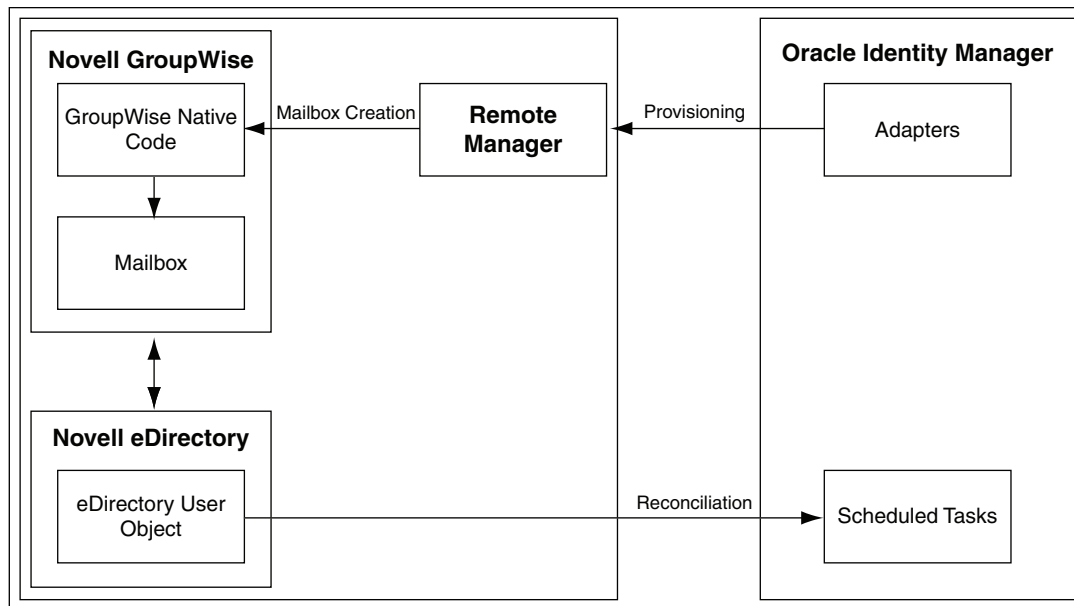 Novell GroupWise
GroupWise Native
Code
Mailbox
Mailbox Creation
Remote
Manager
Provisioning
Oracle Identity Manager
Adapters
Novell eDirectory
eDirectory User
Object
Reconciliation
Scheduled Tasks